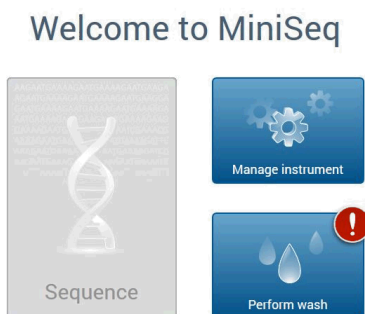 Welcome to MiniSeq
Manage instrument
Sequence
Perform wash